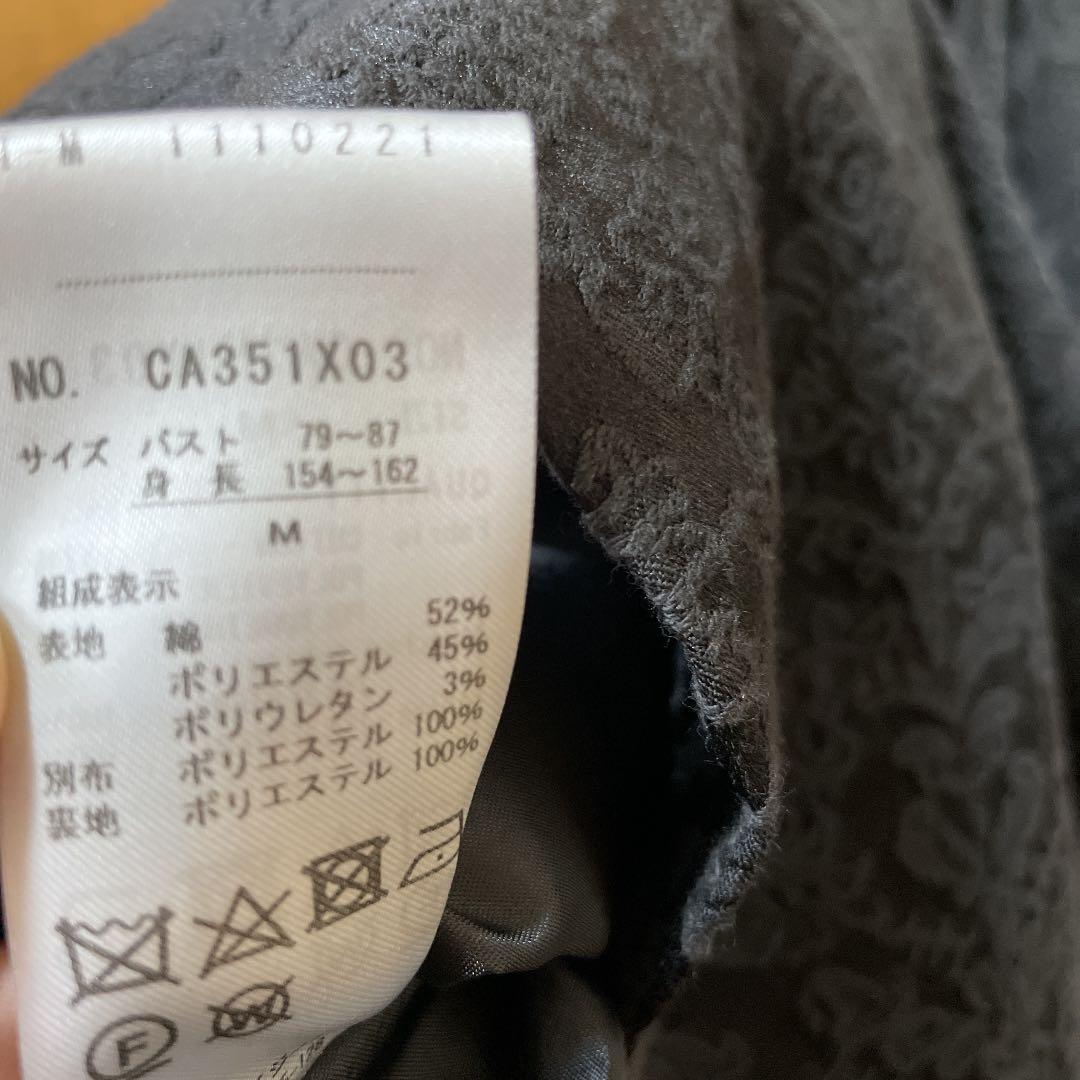 1110221
NO. CA351X03
サイズ バスト 79～87
身長 154～162
M
組成表示
表地 綿 52%
ポリエステル 45%
ポリウレタン 3%
別布 ポリエステル 100%
裏地 ポリエステル 100%
F W